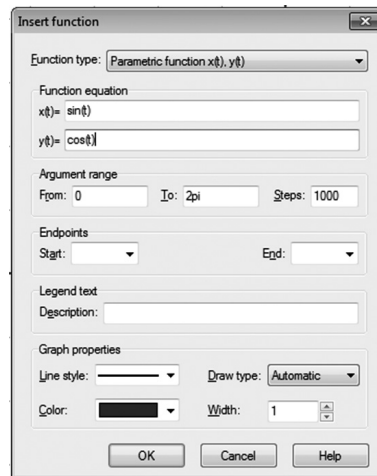 Insert function
Function type: Parametric function x(t), y(t)
Function equation
x(t)= sin(t)
y(t)= cos(t)
Argument range
From: 0 To: 2pi Steps: 1000
Endpoints
Start: End:
Legend text
Description:
Graph properties
Line style: Draw type: Automatic
Color: Width: 1
OK Cancel Help